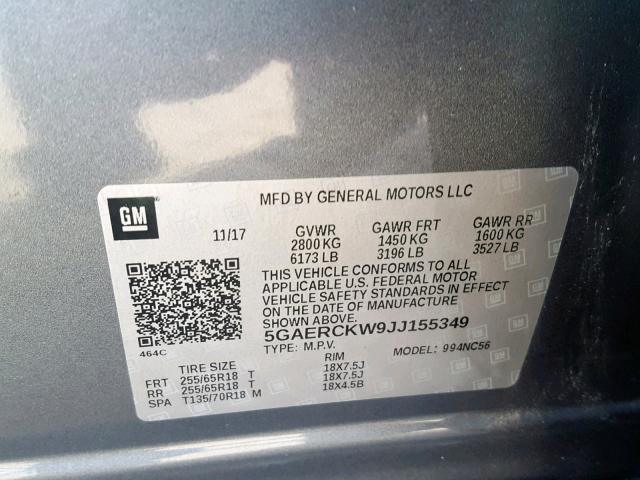 GM
MFD BY GENERAL MOTORS LLC
11/17
GVWR GAWR FRT GAWR RR
2800 KG 1450 KG 1600 KG
6173 LB 3196 LB 3527 LB
THIS VEHICLE CONFORMS TO ALL
APPLICABLE U.S. FEDERAL MOTOR
VEHICLE SAFETY STANDARDS IN EFFECT
ON THE DATE OF MANUFACTURE
SHOWN ABOVE.
5GAERCKW9JJ155349
TYPE: M.P.V. MODEL: 994NC56
464C
TIRE SIZE RIM
FRT 255/65R18 T 18X7.5J
RR 255/65R18 T 18X7.5J
SPA T135/70R18 M 18X4.5B